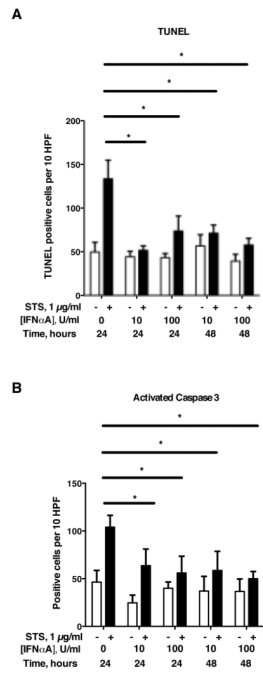 A
TUNEL
*
*
*
*
TUNEL positive cells per 10 HPF
200
150
100
50
0
STS, 1 µg/ml - + - + - + - + - +
[IFNαA], U/ml 0 10 100 10 100
Time, hours 24 24 24 48 48
B
Activated Caspase 3
*
*
*
*
Positive cells per 10 HPF
150
100
50
0
STS, 1 µg/ml - + - + - + - + - +
[IFNαA], U/ml 0 10 100 10 100
Time, hours 24 24 24 48 48